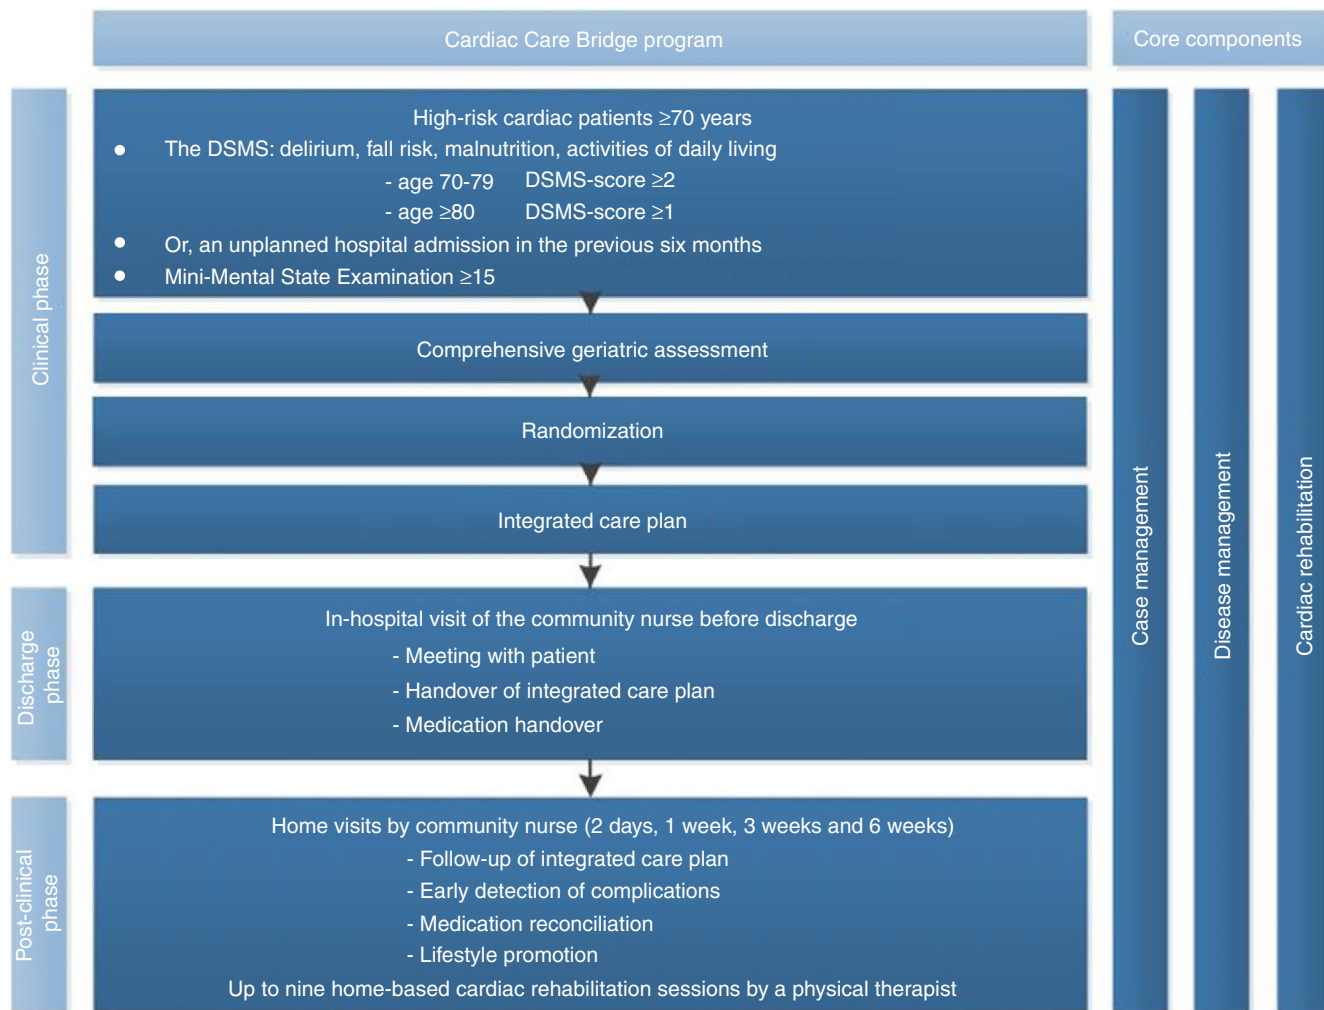 Cardiac Care Bridge program
Core components
Clinical phase
High-risk cardiac patients ≥70 years
• The DSMS: delirium, fall risk, malnutrition, activities of daily living
- age 70-79 DSMS-score ≥2
- age ≥80 DSMS-score ≥1
• Or, an unplanned hospital admission in the previous six months
• Mini-Mental State Examination ≥15
Comprehensive geriatric assessment
Randomization
Integrated care plan
Discharge
phase
In-hospital visit of the community nurse before discharge
- Meeting with patient
- Handover of integrated care plan
- Medication handover
Post-clinical
phase
Home visits by community nurse (2 days, 1 week, 3 weeks and 6 weeks)
- Follow-up of integrated care plan
- Early detection of complications
- Medication reconciliation
- Lifestyle promotion
Up to nine home-based cardiac rehabilitation sessions by a physical therapist
Case management
Disease management
Cardiac rehabilitation